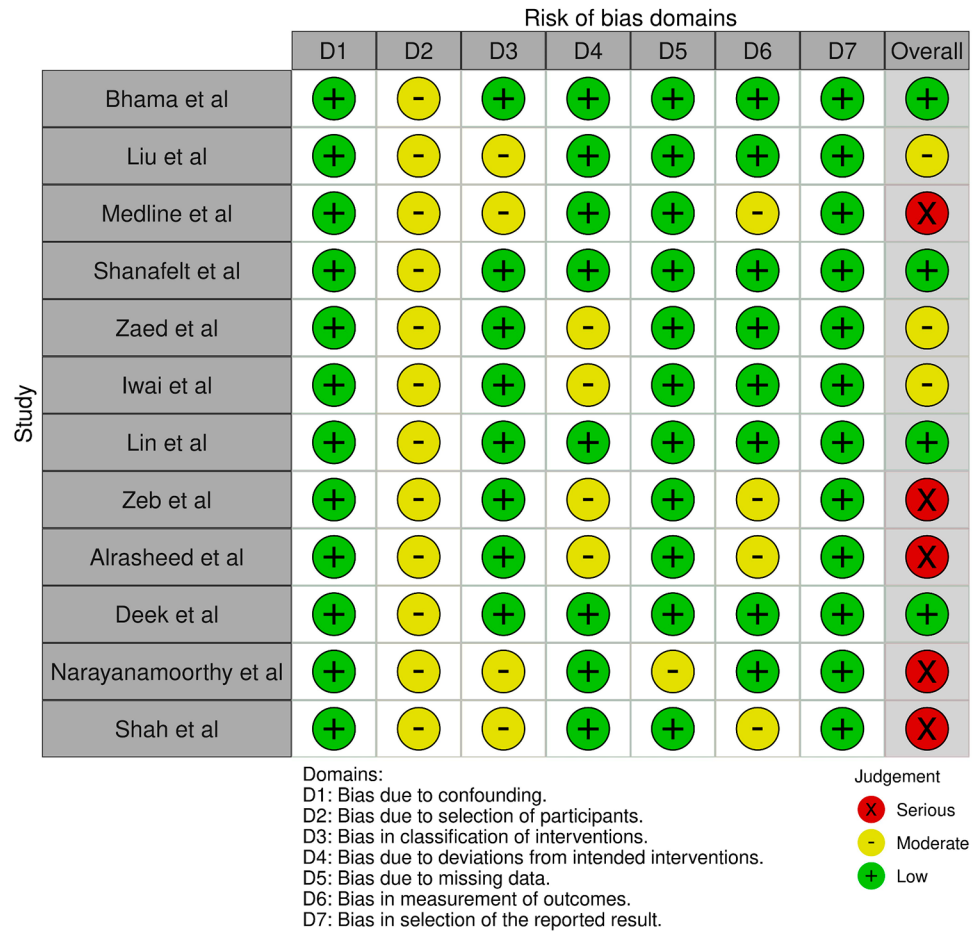 Risk of bias domains
D1 D2 D3 D4 D5 D6 D7 Overall
Study
Bhama et al + - + + + + + +
Liu et al + - - + + + + -
Medline et al + - - + + - + X
Shanafelt et al + - + + + + + +
Zaed et al + - + - + + + -
Iwai et al + - + - + + + -
Lin et al + - + + + + + +
Zeb et al + - + - + - + X
Alrasheed et al + - + - + - + X
Deek et al + - + + + + + +
Narayanamoorthy et al + - - + - + + X
Shah et al + - - + + - + X
Domains:
D1: Bias due to confounding.
D2: Bias due to selection of participants.
D3: Bias in classification of interventions.
D4: Bias due to deviations from intended interventions.
D5: Bias due to missing data.
D6: Bias in measurement of outcomes.
D7: Bias in selection of the reported result.
Judgement
X Serious
- Moderate
+ Low